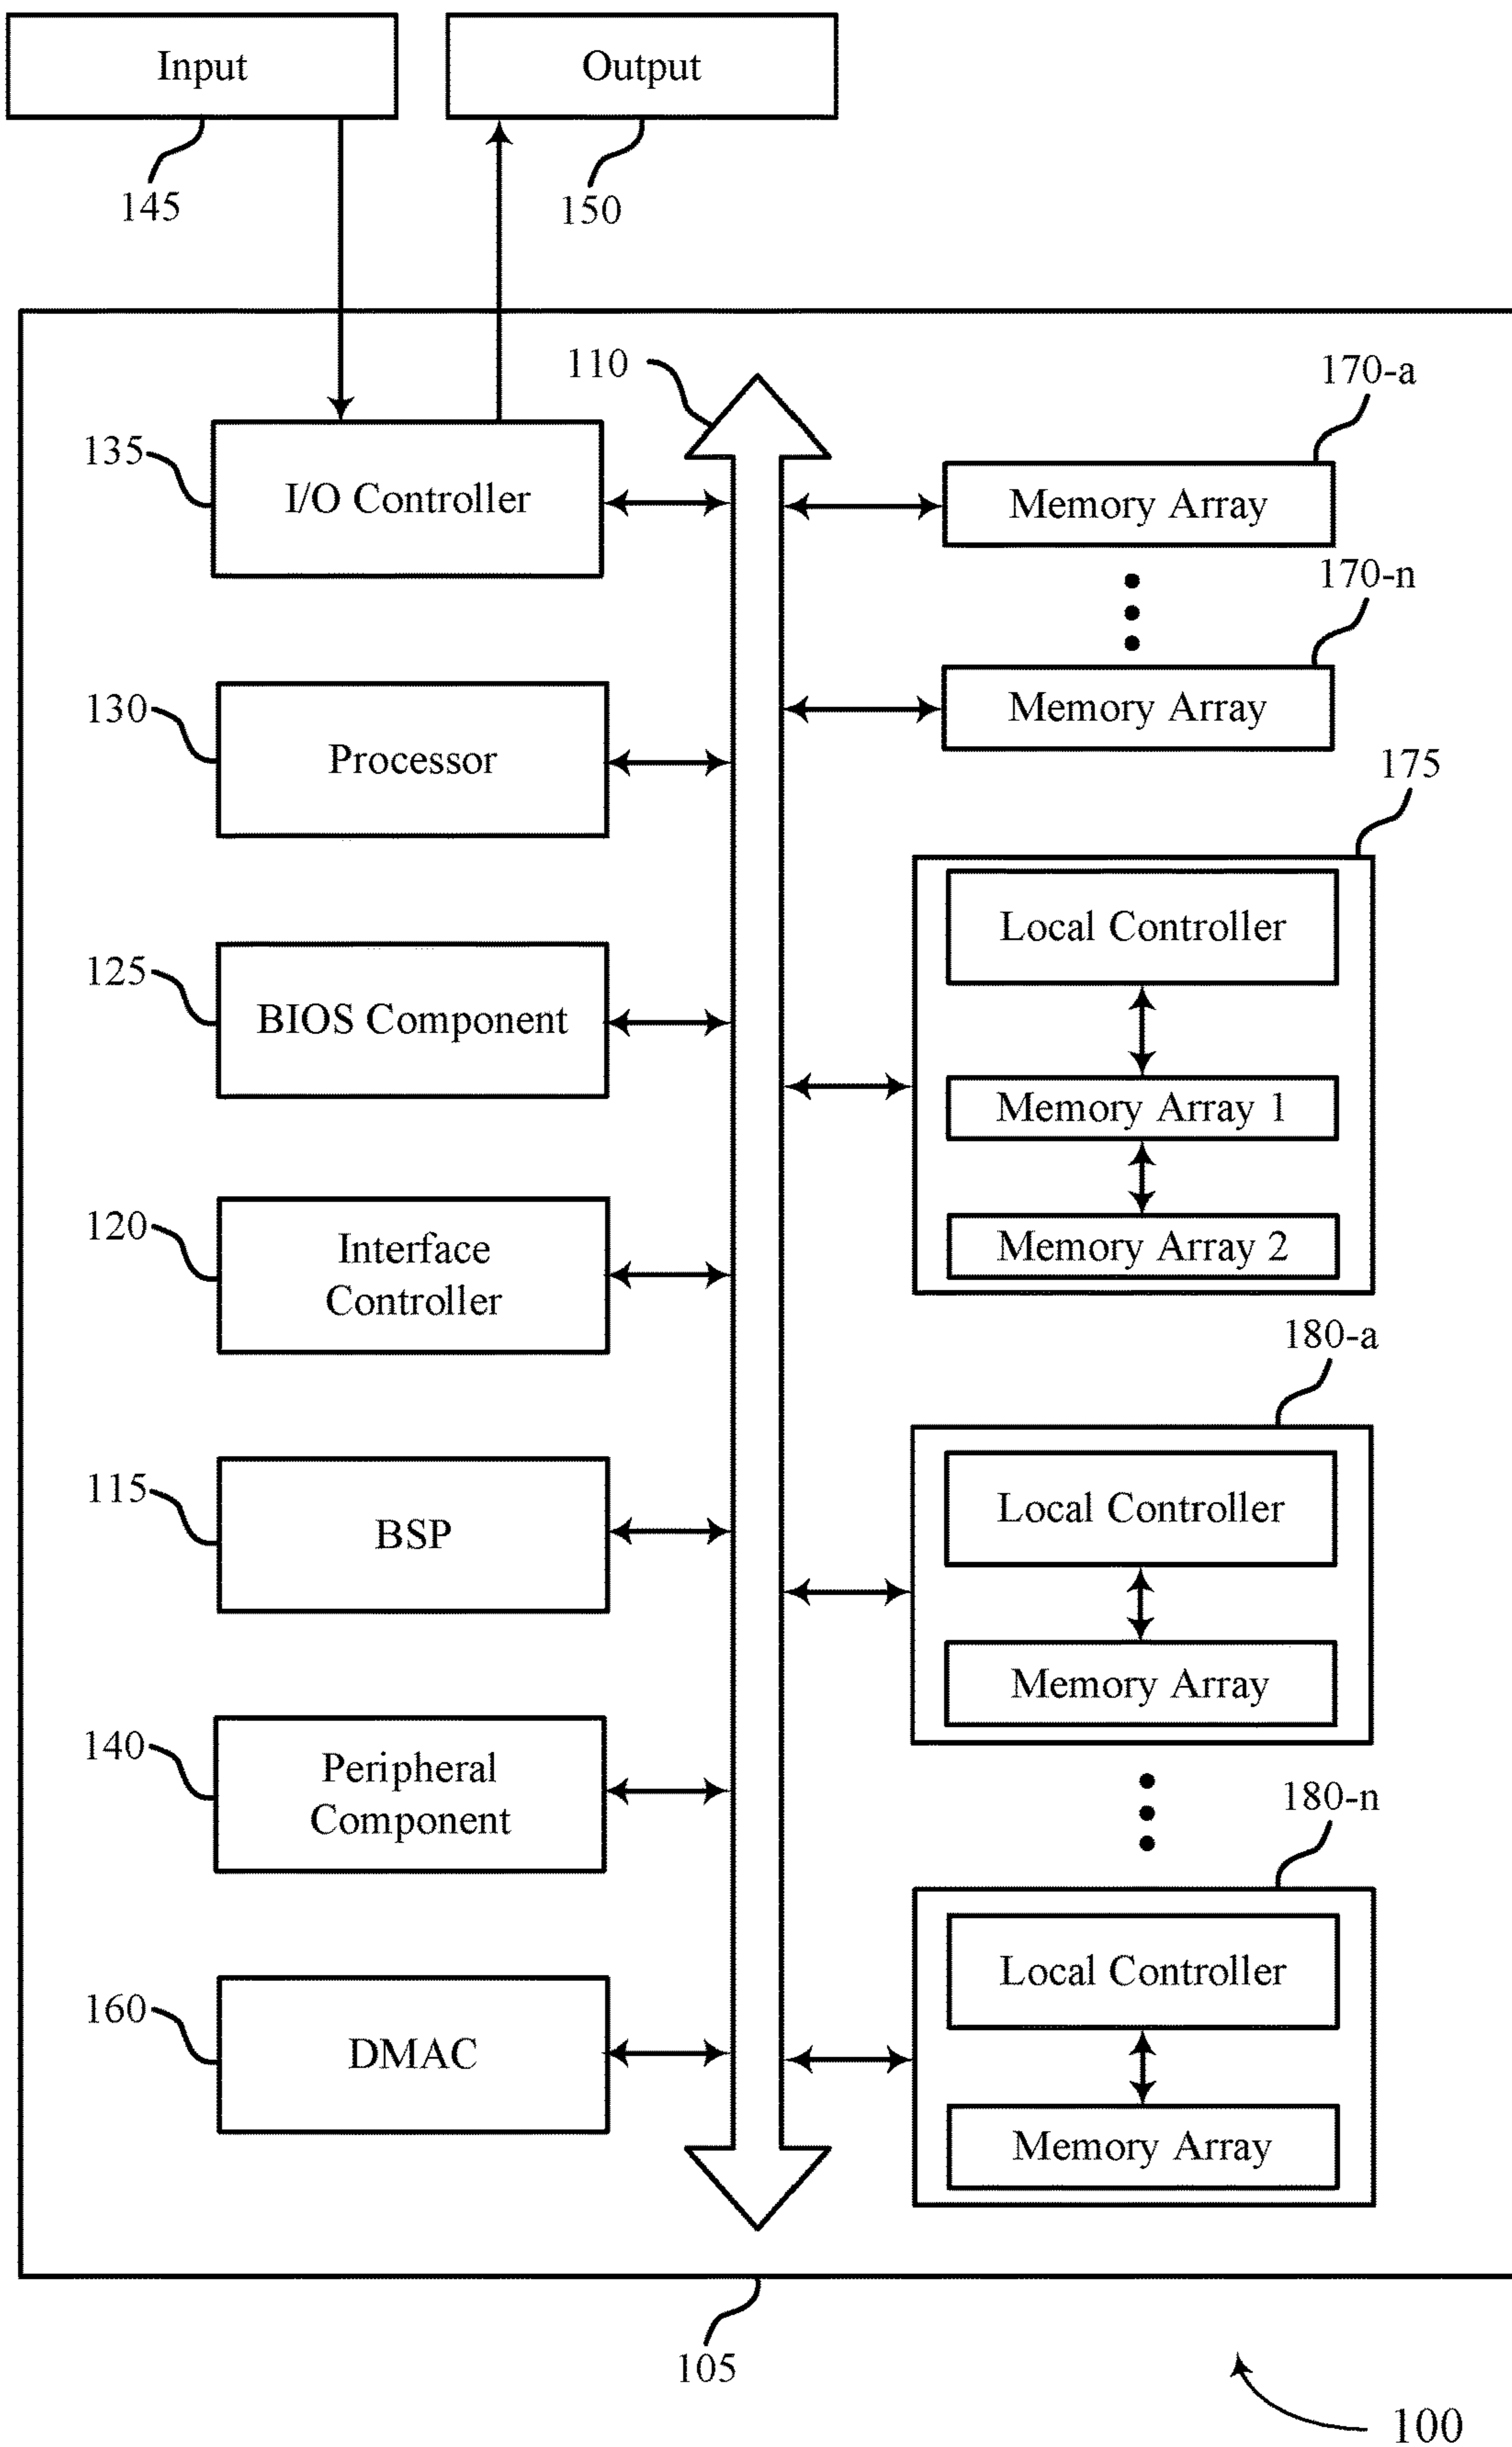 Input
Output
145
150
110
170-a
135
I/O Controller
Memory Array
170-n
130
Processor
Memory Array
175
125
BIOS Component
Local Controller
Memory Array 1
Memory Array 2
120
Interface
Controller
180-a
115
BSP
Local Controller
Memory Array
140
Peripheral
Component
180-n
160
DMAC
Local Controller
Memory Array
105
100